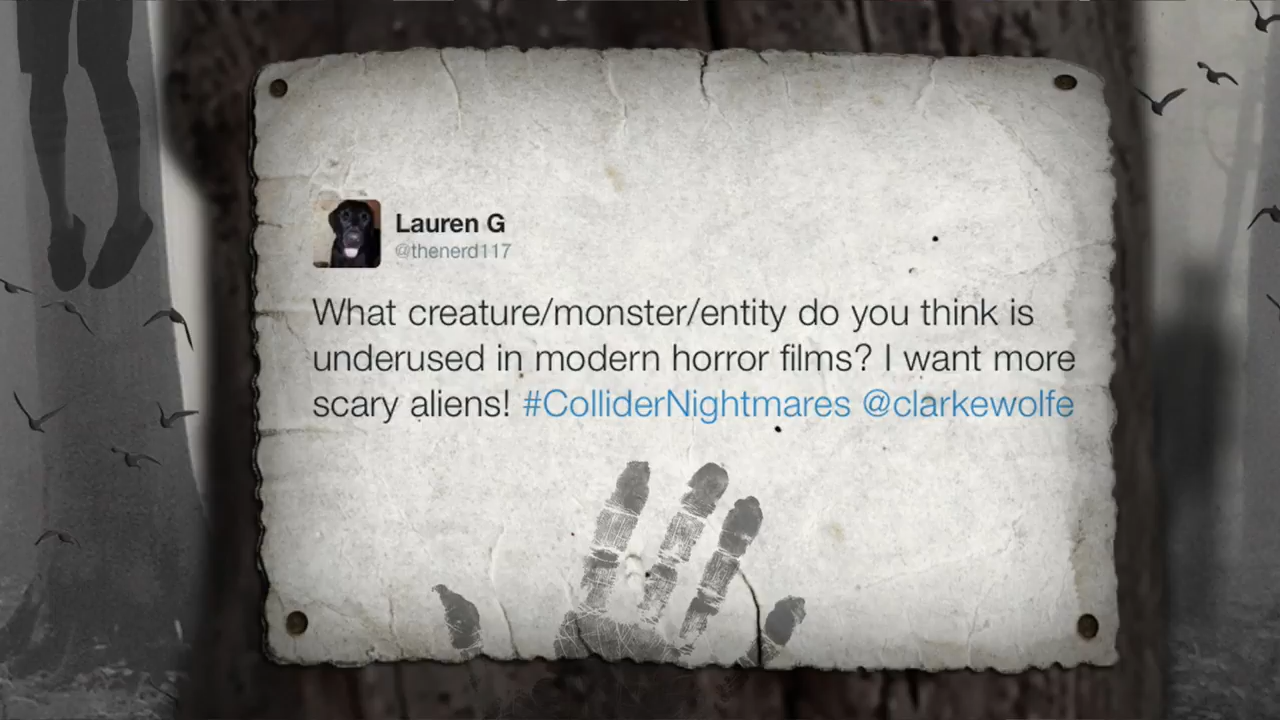 Lauren G
@thenerd117
What creature/monster/entity do you think is
underused in modern horror films? I want more
scary aliens! #ColliderNightmares @clarkewolfe